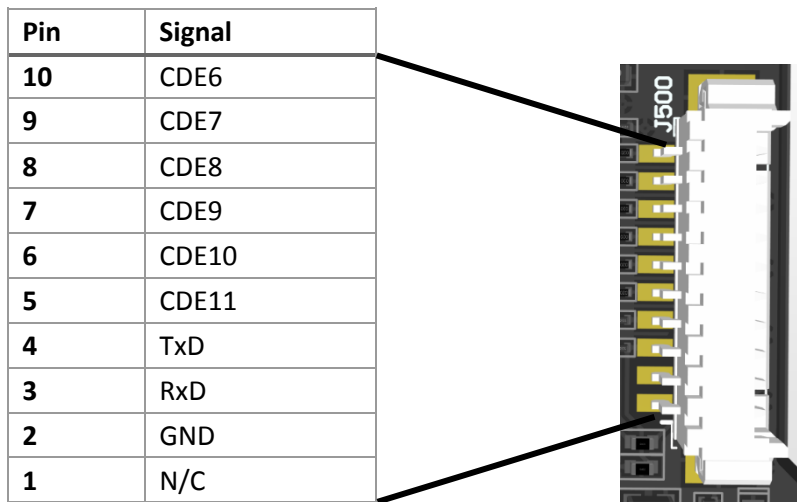 Pin Signal
10 CDE6
9 CDE7
8 CDE8
7 CDE9
6 CDE10
5 CDE11
4 TxD
3 RxD
2 GND
1 N/C
J500